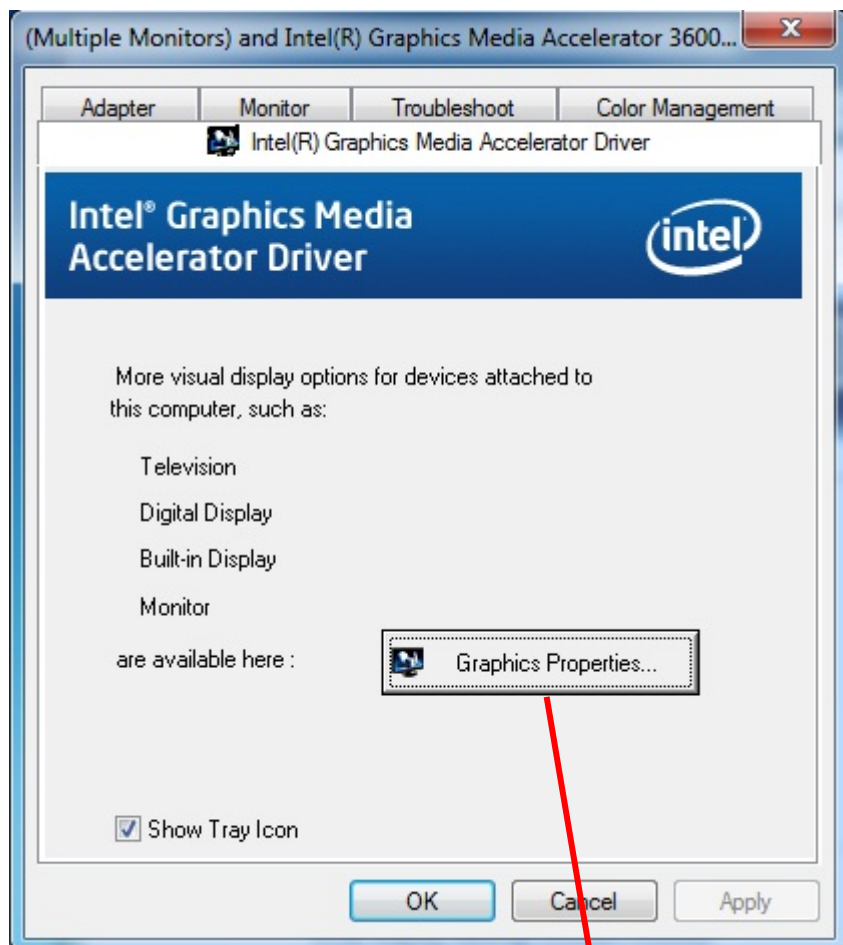 (Multiple Monitors) and Intel(R) Graphics Media Accelerator 3600...
Adapter Monitor Troubleshoot Color Management
Intel(R) Graphics Media Accelerator Driver
Intel® Graphics Media
Accelerator Driver
intel
More visual display options for devices attached to
this computer, such as:
Television
Digital Display
Built-in Display
Monitor
are available here :
Graphics Properties...
Show Tray Icon
OK Cancel Apply